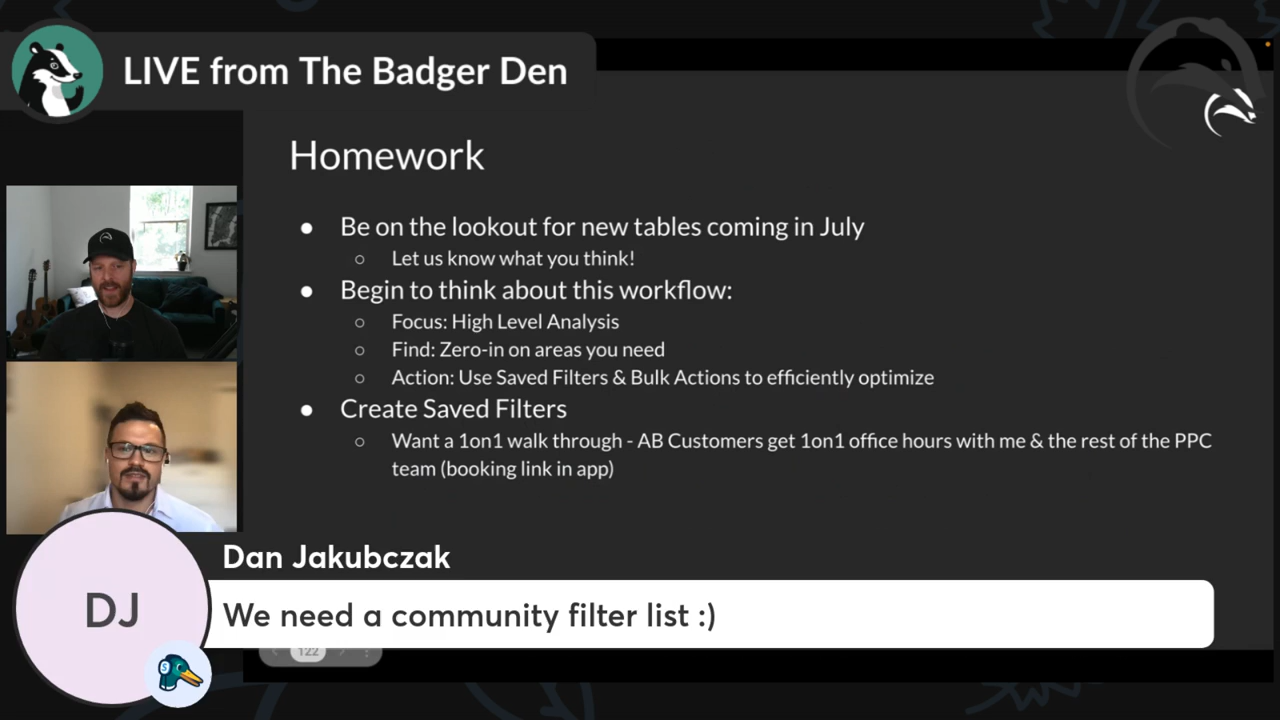 LIVE from The Badger Den
Homework
● Be on the lookout for new tables coming in July
○ Let us know what you think!
● Begin to think about this workflow:
○ Focus: High Level Analysis
○ Find: Zero-in on areas you need
○ Action: Use Saved Filters & Bulk Actions to efficiently optimize
● Create Saved Filters
○ Want a 1on1 walk through - AB Customers get 1on1 office hours with me & the rest of the PPC
team (booking link in app)
Dan Jakubczak
DJ
We need a community filter list :)
122
S